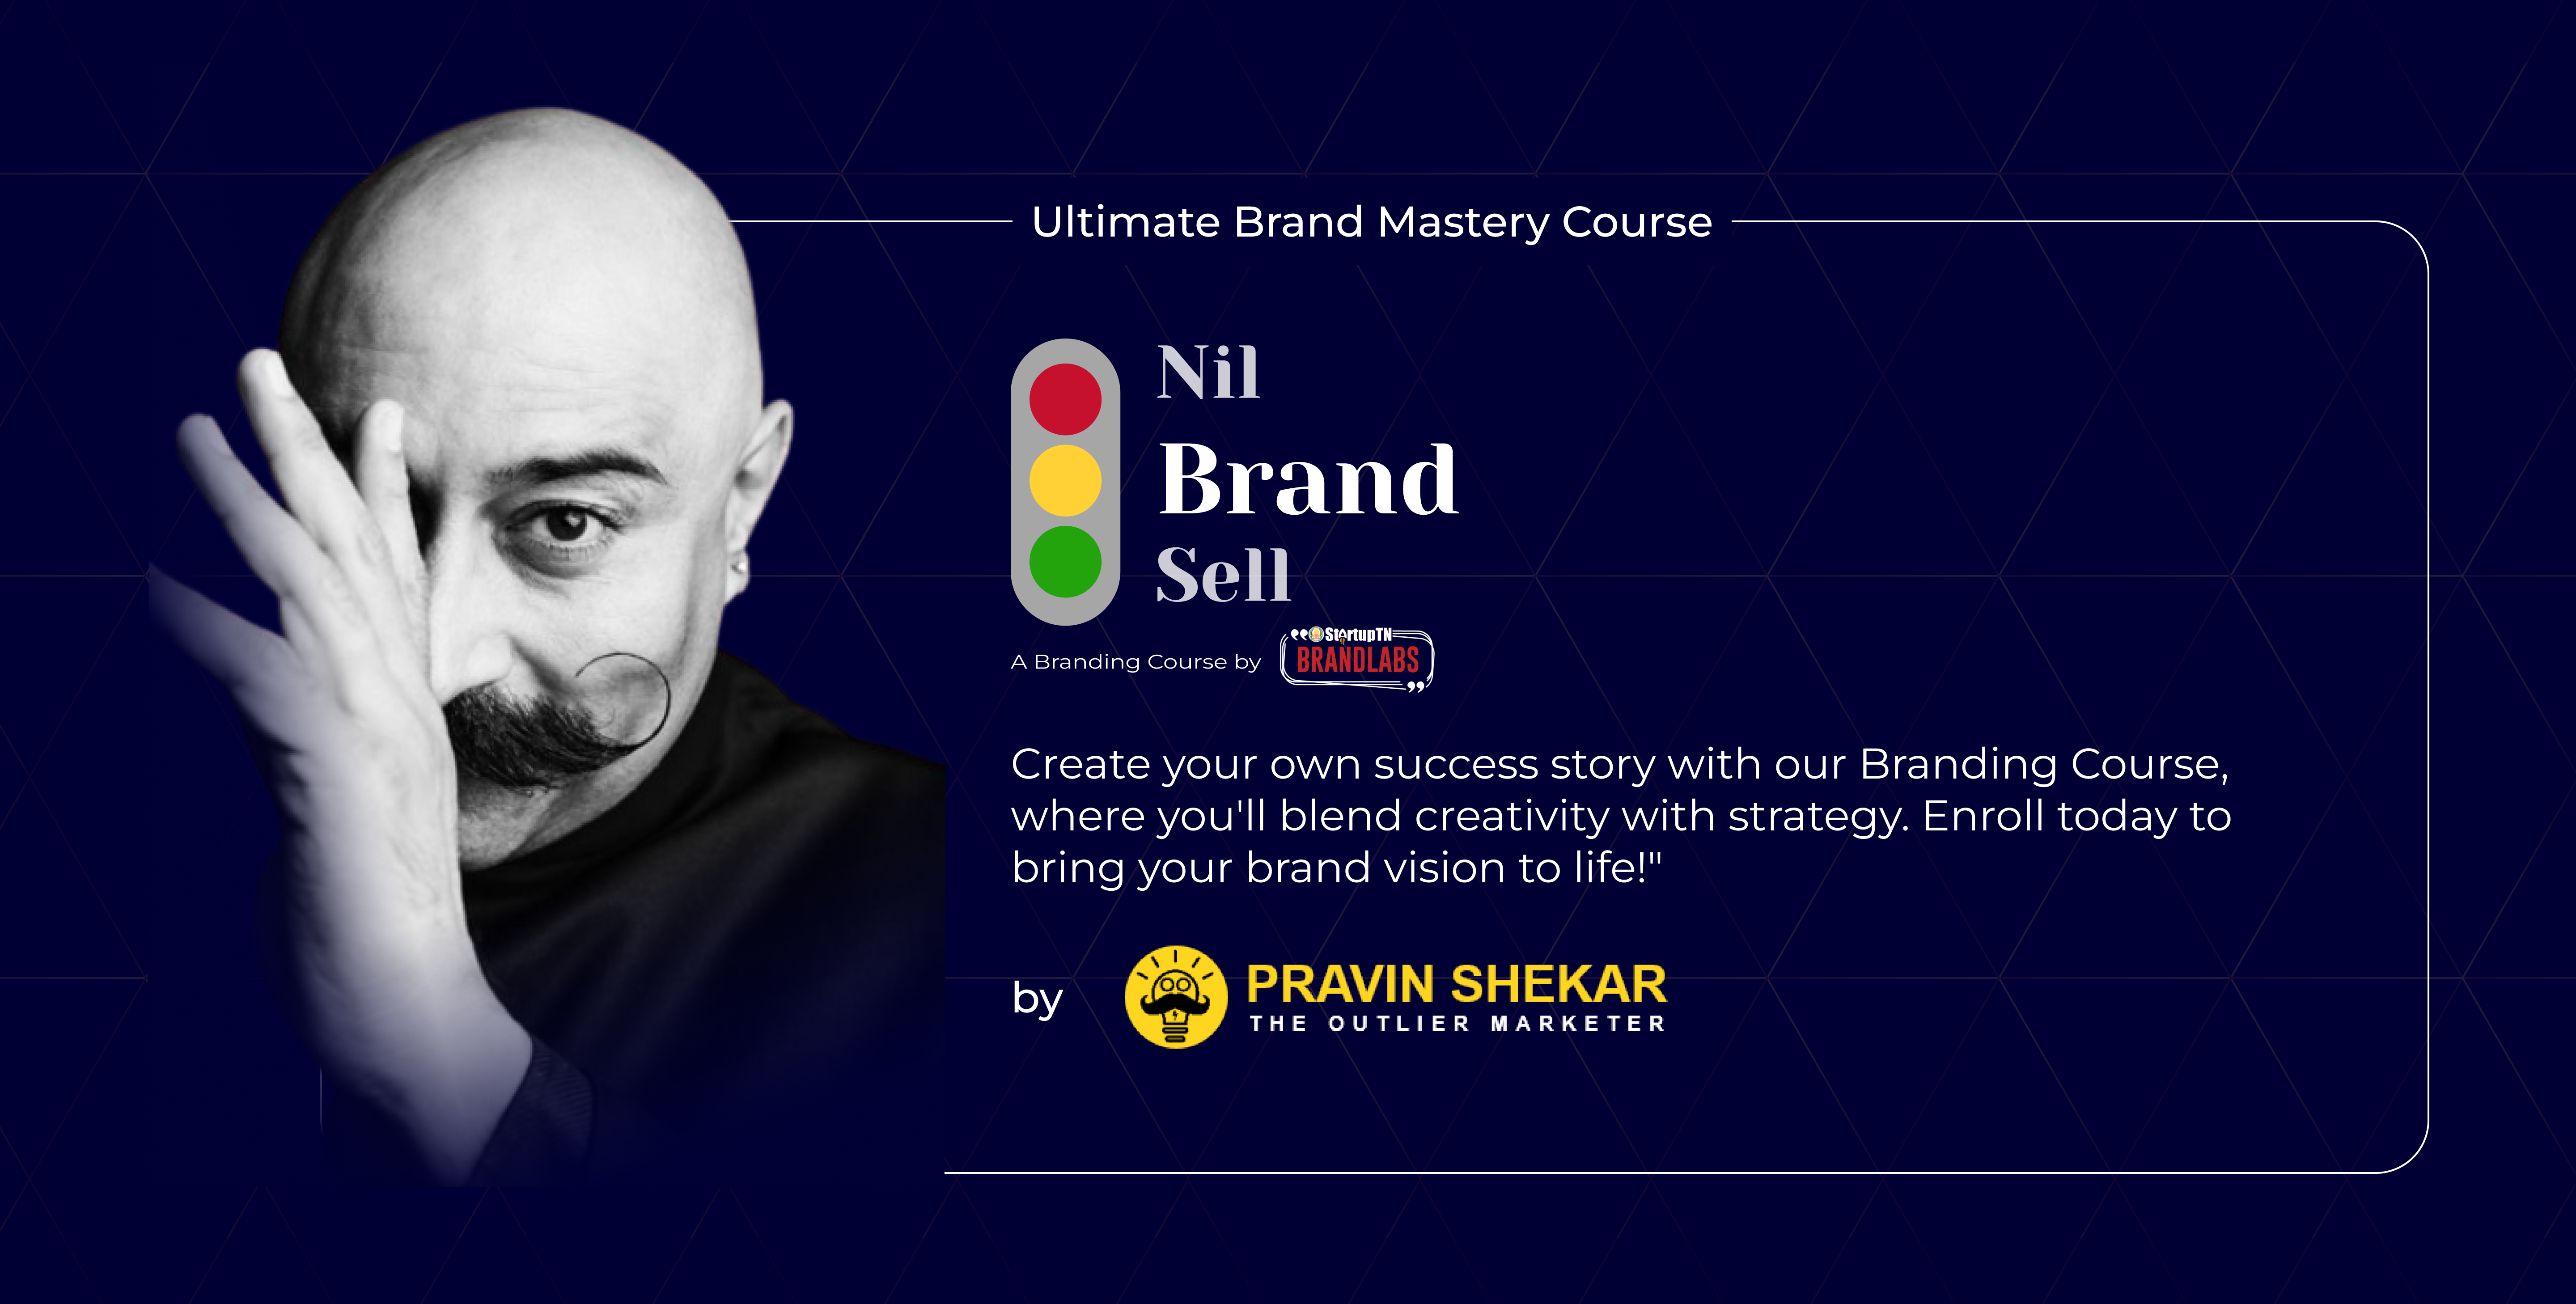 Ultimate Brand Mastery Course
Nil
Brand
Sell
A Branding Course by
StartupTN
BRANDLABS
Create your own success story with our Branding Course,
where you'll blend creativity with strategy. Enroll today to
bring your brand vision to life!"
by
PRAVIN SHEKAR
THE OUTLIER MARKETER